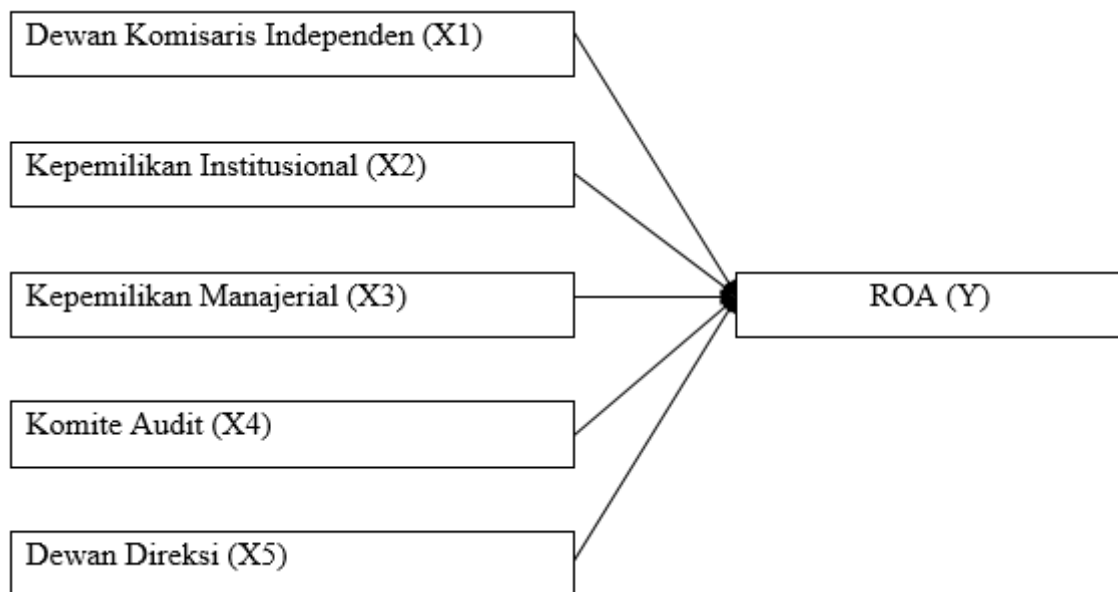 Dewan Komisaris Independen (X1)
Kepemilikan Institusional (X2)
Kepemilikan Manajerial (X3)
ROA (Y)
Komite Audit (X4)
Dewan Direksi (X5)